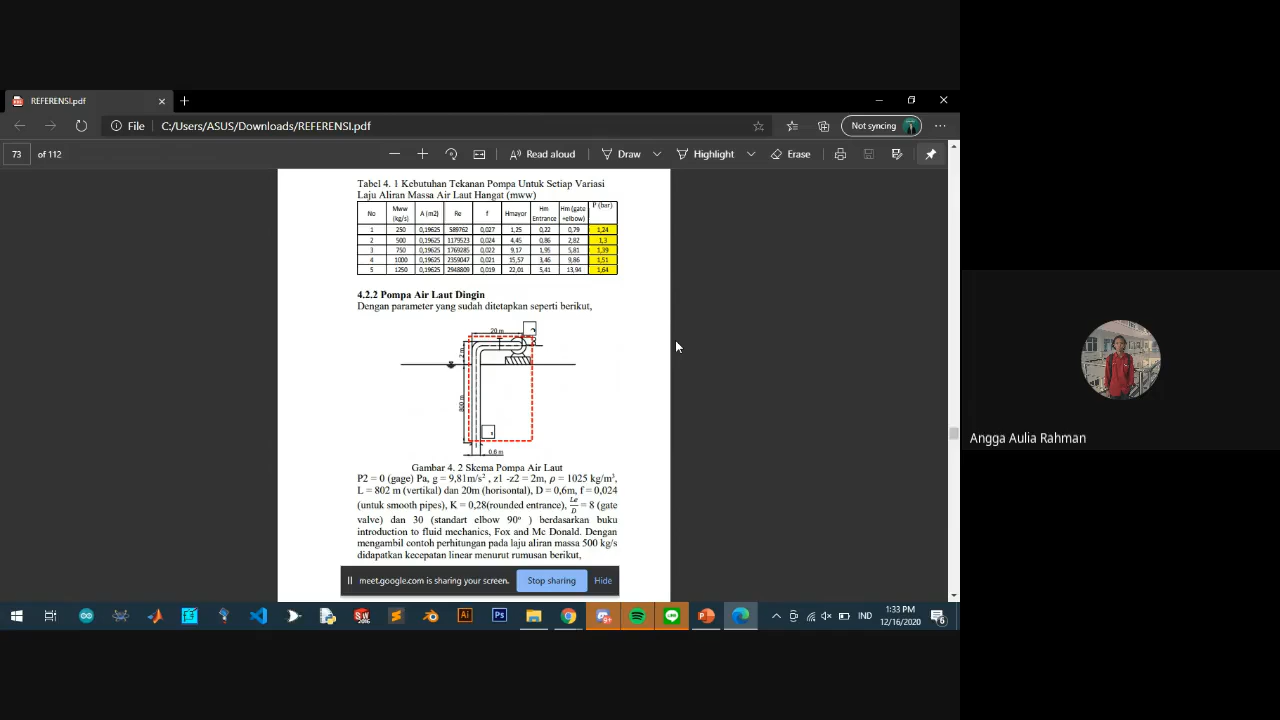 REFERENSI.pdf
File C:/Users/ASUS/Downloads/REFERENSI.pdf Not syncing
73 of 112 Read aloud Draw Highlight Erase
Tabel 4. 1 Kebutuhan Tekanan Pompa Untuk Setiap Variasi
Laju Aliran Massa Air Laut Hangat (mww)
No Mww (kg/s) A (m2) Re f Hmayor Hm Entrance Hm (gate +elbow) P (bar)
1 250 0,19625 589762 0,027 1,25 0,22 0,79 1,24
2 500 0,19625 1179523 0,024 4,45 0,86 2,82 1,3
3 750 0,19625 1769285 0,022 9,17 1,95 5,81 1,39
4 1000 0,19625 2359047 0,021 15,57 3,46 9,86 1,51
5 1250 0,19625 2948809 0,019 22,01 5,41 13,94 1,64
4.2.2 Pompa Air Laut Dingin
Dengan parameter yang sudah ditetapkan seperti berikut,
20 m
2 m
800 m
0,6 m
Gambar 4. 2 Skema Pompa Air Laut
P2 = 0 (gage) Pa, g = 9,81m/s² , z1 -z2 = 2m, ρ = 1025 kg/m³,
L = 802 m (vertikal) dan 20m (horisontal), D = 0,6m, f = 0,024
(untuk smooth pipes), K = 0,28(rounded entrance), Le/D = 8 (gate
valve) dan 30 (standart elbow 90° ) berdasarkan buku
introduction to fluid mechanics, Fox and Mc Donald. Dengan
mengambil contoh perhitungan pada laju aliran massa 500 kg/s
didapatkan kecepatan linear menurut rumusan berikut,
meet.google.com is sharing your screen. Stop sharing Hide
Angga Aulia Rahman
IND
1:33 PM
12/16/2020